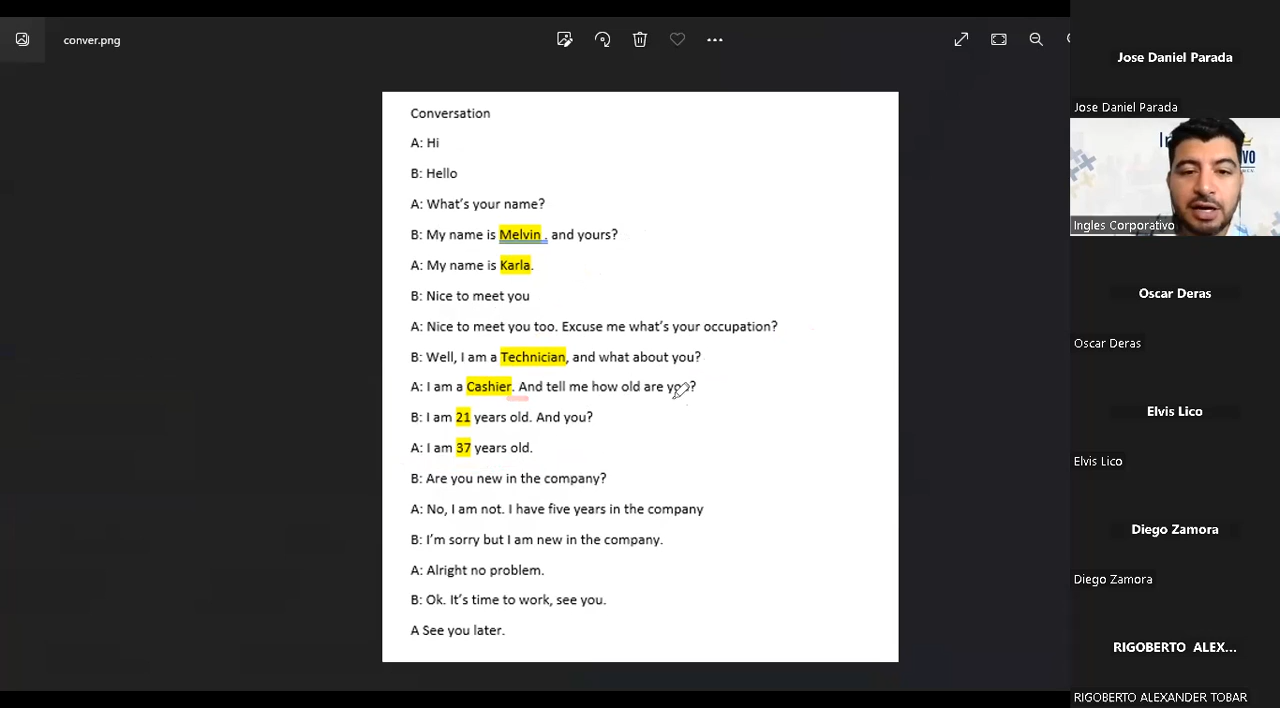 conver.png
Conversation
A: Hi
B: Hello
A: What's your name?
B: My name is Melvin . and yours?
A: My name is Karla.
B: Nice to meet you
A: Nice to meet you too. Excuse me what's your occupation?
B: Well, I am a Technician, and what about you?
A: I am a Cashier. And tell me how old are you?
B: I am 21 years old. And you?
A: I am 37 years old.
B: Are you new in the company?
A: No, I am not. I have five years in the company
B: I'm sorry but I am new in the company.
A: Alright no problem.
B: Ok. It's time to work, see you.
A See you later.
Jose Daniel Parada
Jose Daniel Parada
Ingles Corporativo
Oscar Deras
Oscar Deras
Elvis Lico
Elvis Lico
Diego Zamora
Diego Zamora
RIGOBERTO ALEX...
RIGOBERTO ALEXANDER TOBAR